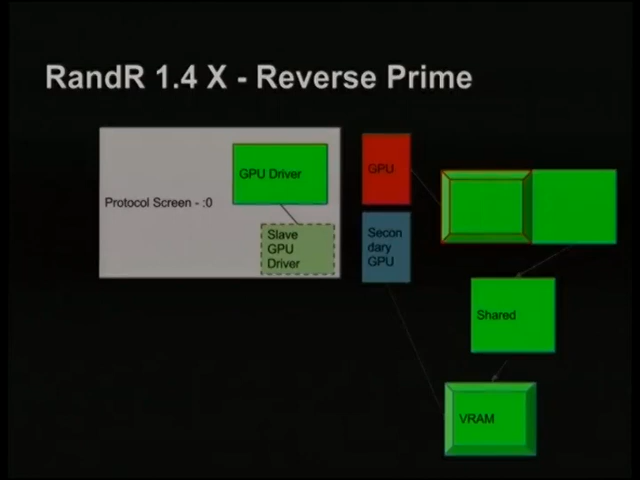 RandR 1.4 X - Reverse Prime
GPU Driver
Protocol Screen - :0
Slave
GPU
Driver
GPU
Secon
dary
GPU
Shared
VRAM